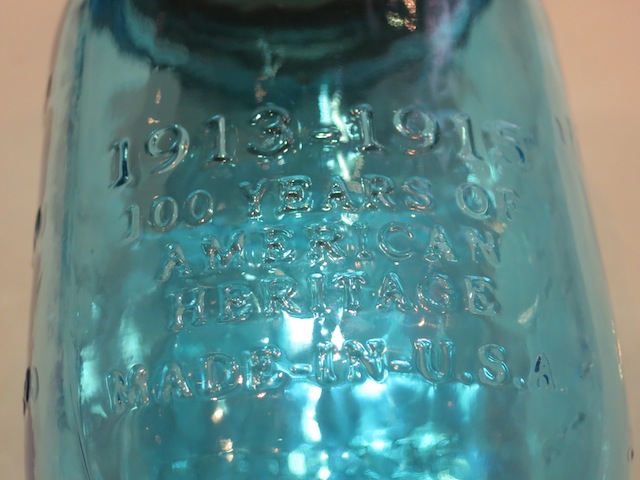 1913-1915
100 YEARS OF
AMERICAN
HERITAGE
MADE-IN-U.S.A.